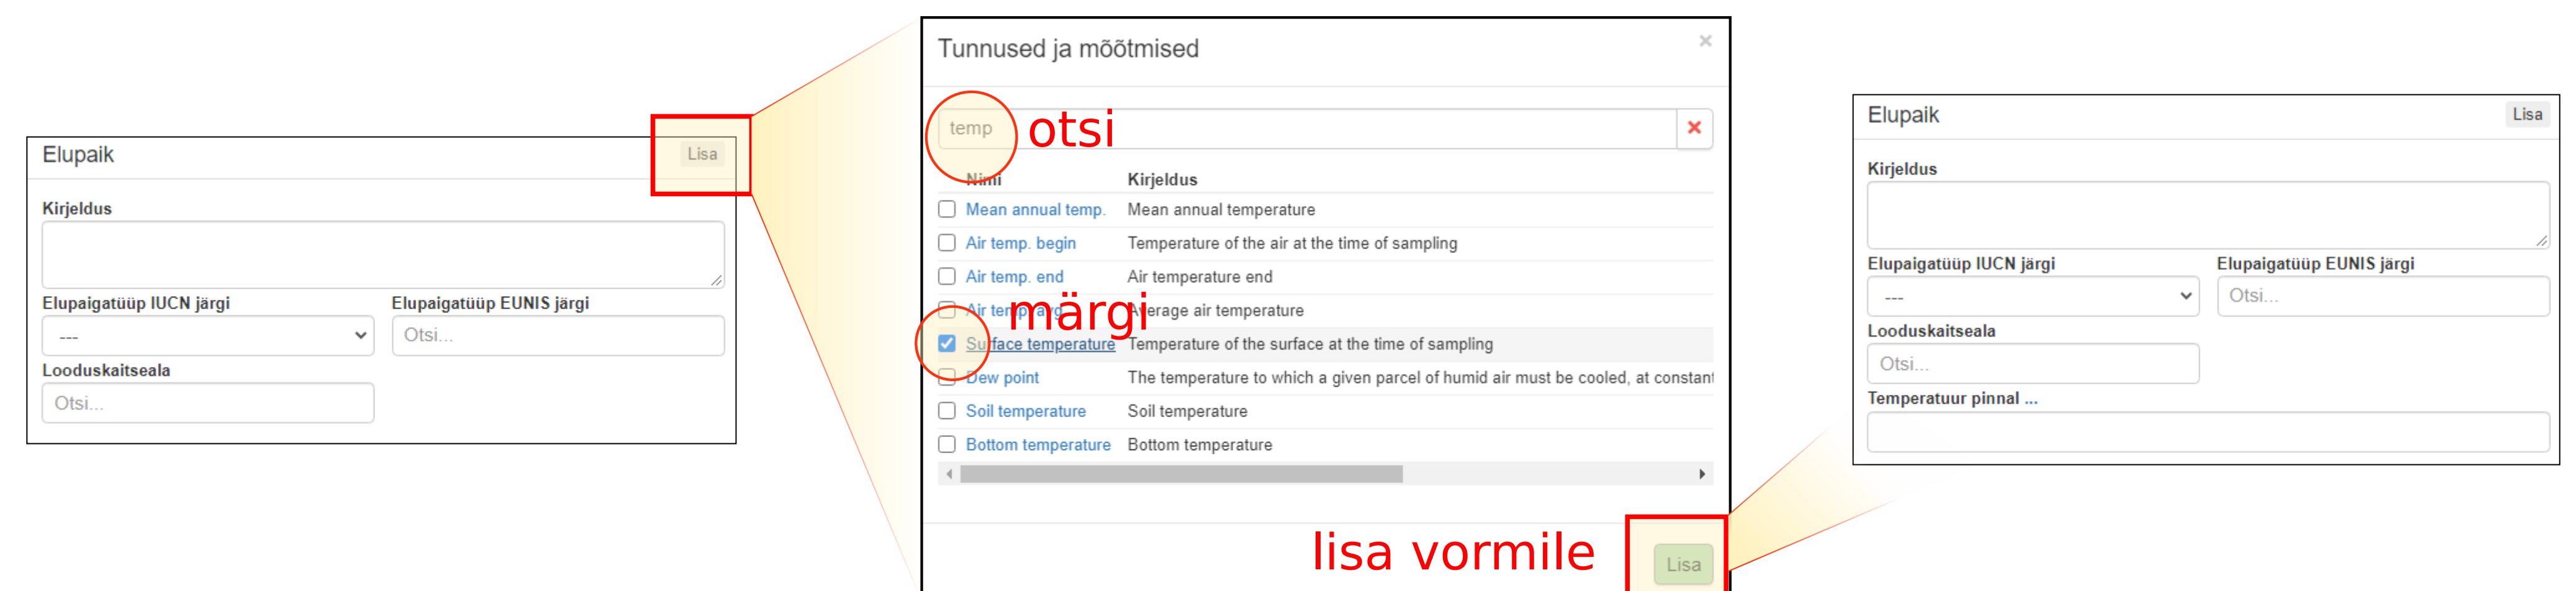 Elupaik
Lisa
Kirjeldus
Elupaigatüüp IUCN järgi
Elupaigatüüp EUNIS järgi
---
Otsi...
Looduskaitseala
Otsi...
Tunnused ja mõõtmised
×
temp
otsi
Nimi Kirjeldus
Mean annual temp. Mean annual temperature
Air temp. begin Temperature of the air at the time of sampling
Air temp. end Air temperature end
Air temp. avg Average air temperature
märgi
Surface temperature Temperature of the surface at the time of sampling
Dew point The temperature to which a given parcel of humid air must be cooled, at constant
Soil temperature Soil temperature
Bottom temperature Bottom temperature
lisa vormile
Lisa
Elupaik
Lisa
Kirjeldus
Elupaigatüüp IUCN järgi
Elupaigatüüp EUNIS järgi
---
Otsi...
Looduskaitseala
Otsi...
Temperatuur pinnal ...